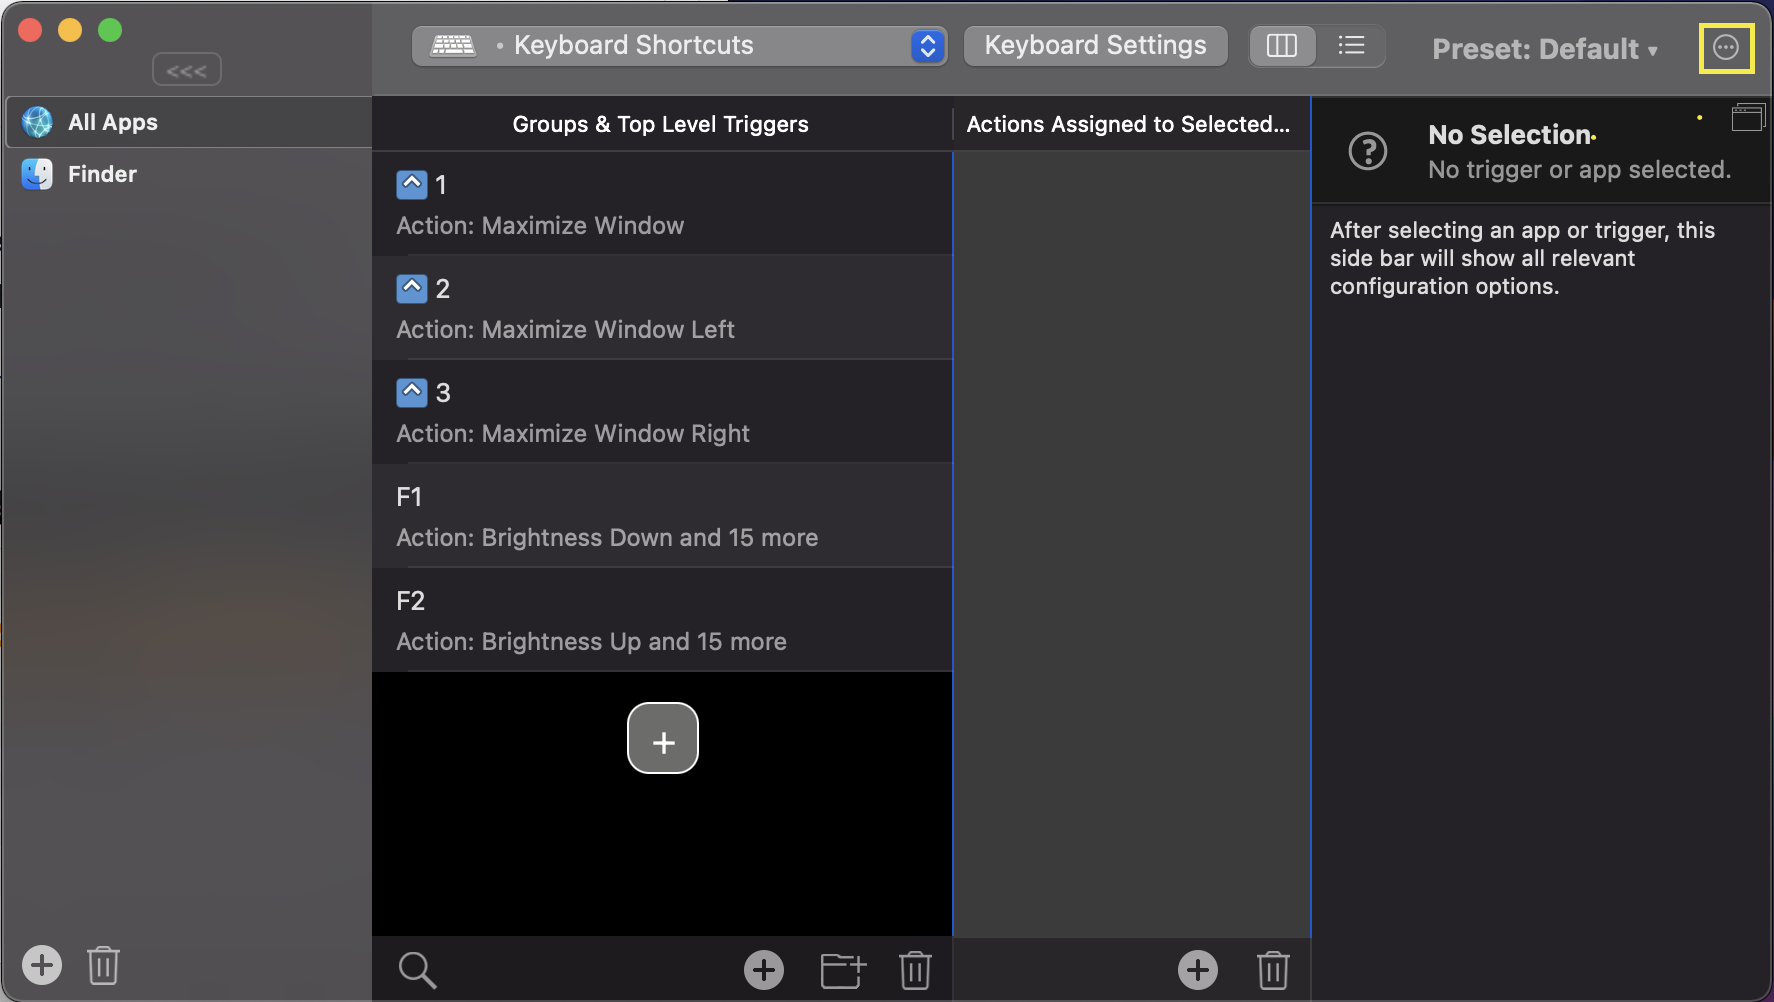 <<<
Keyboard Shortcuts
Keyboard Settings
Preset: Default
All Apps
Finder
Groups & Top Level Triggers
1
Action: Maximize Window
2
Action: Maximize Window Left
3
Action: Maximize Window Right
F1
Action: Brightness Down and 15 more
F2
Action: Brightness Up and 15 more
Actions Assigned to Selected...
No Selection
No trigger or app selected.
After selecting an app or trigger, this
side bar will show all relevant
configuration options.